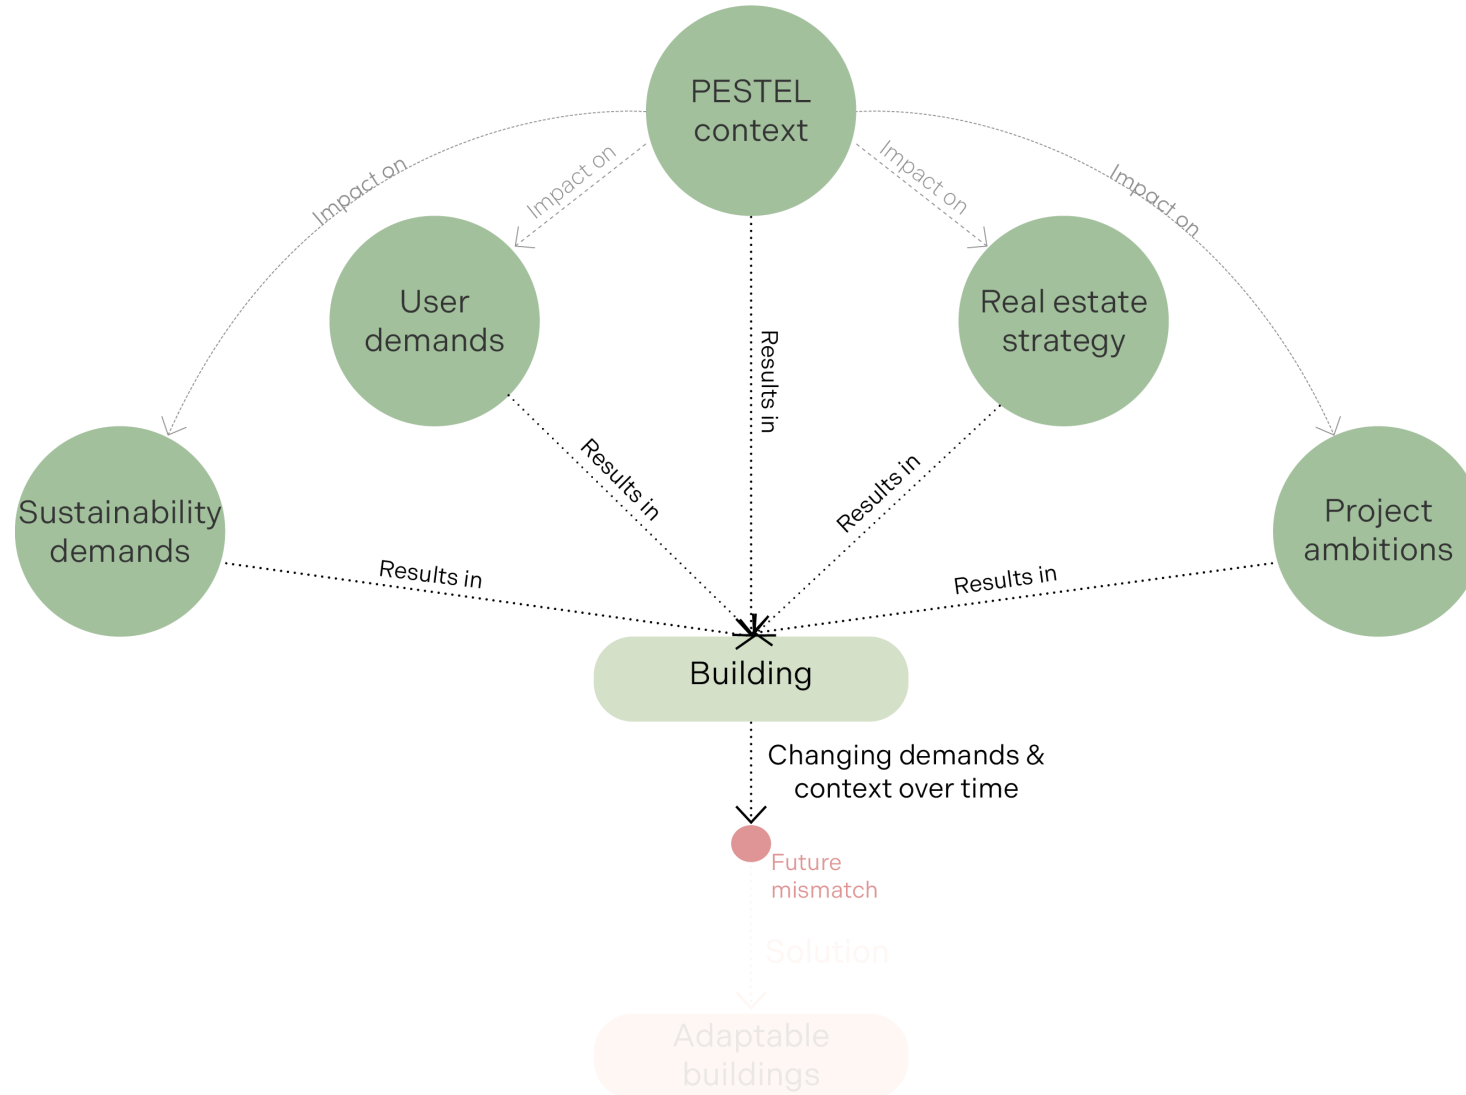 PESTEL
context
Impact on
Impact on
Impact on
Impact on
User
demands
Real estate
strategy
Results in
Results in
Results in
Sustainability
demands
Project
ambitions
Results in
Results in
Building
Changing demands &
context over time
Future
mismatch
Solution
Adaptable
buildings